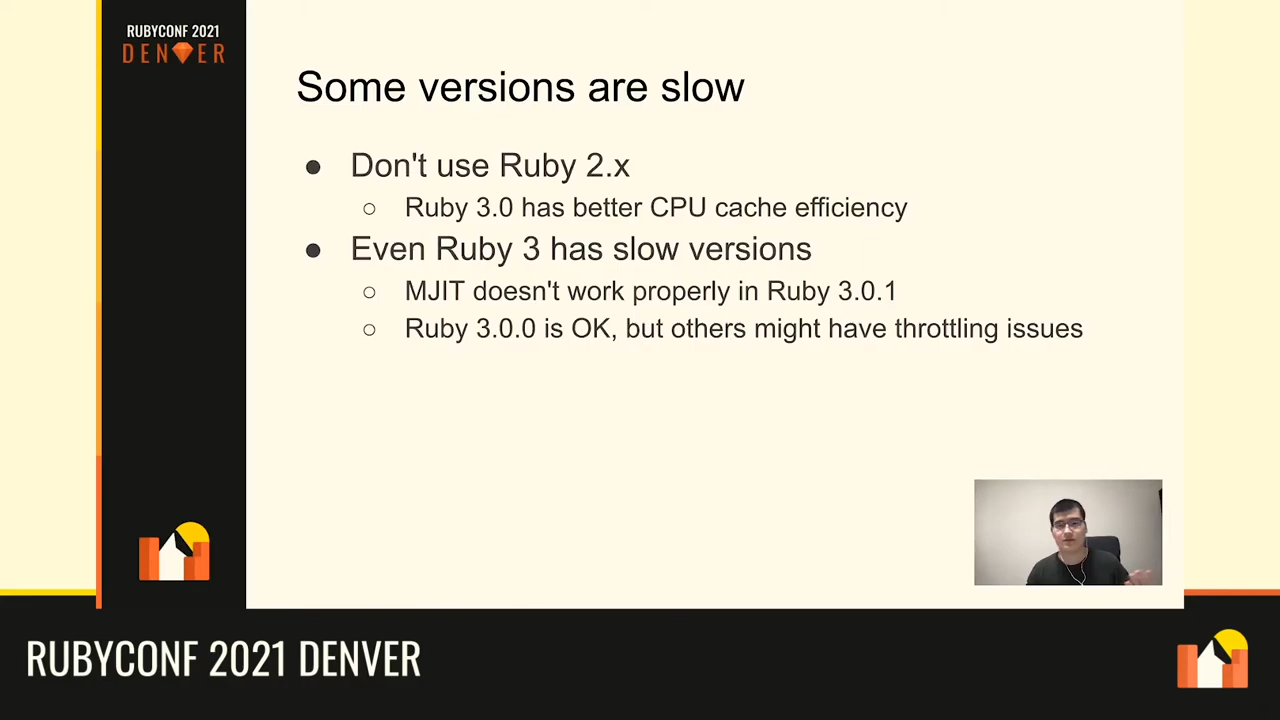 RUBYCONF 2021
DENVER
Some versions are slow
● Don't use Ruby 2.x
○ Ruby 3.0 has better CPU cache efficiency
● Even Ruby 3 has slow versions
○ MJIT doesn't work properly in Ruby 3.0.1
○ Ruby 3.0.0 is OK, but others might have throttling issues
RUBYCONF 2021 DENVER